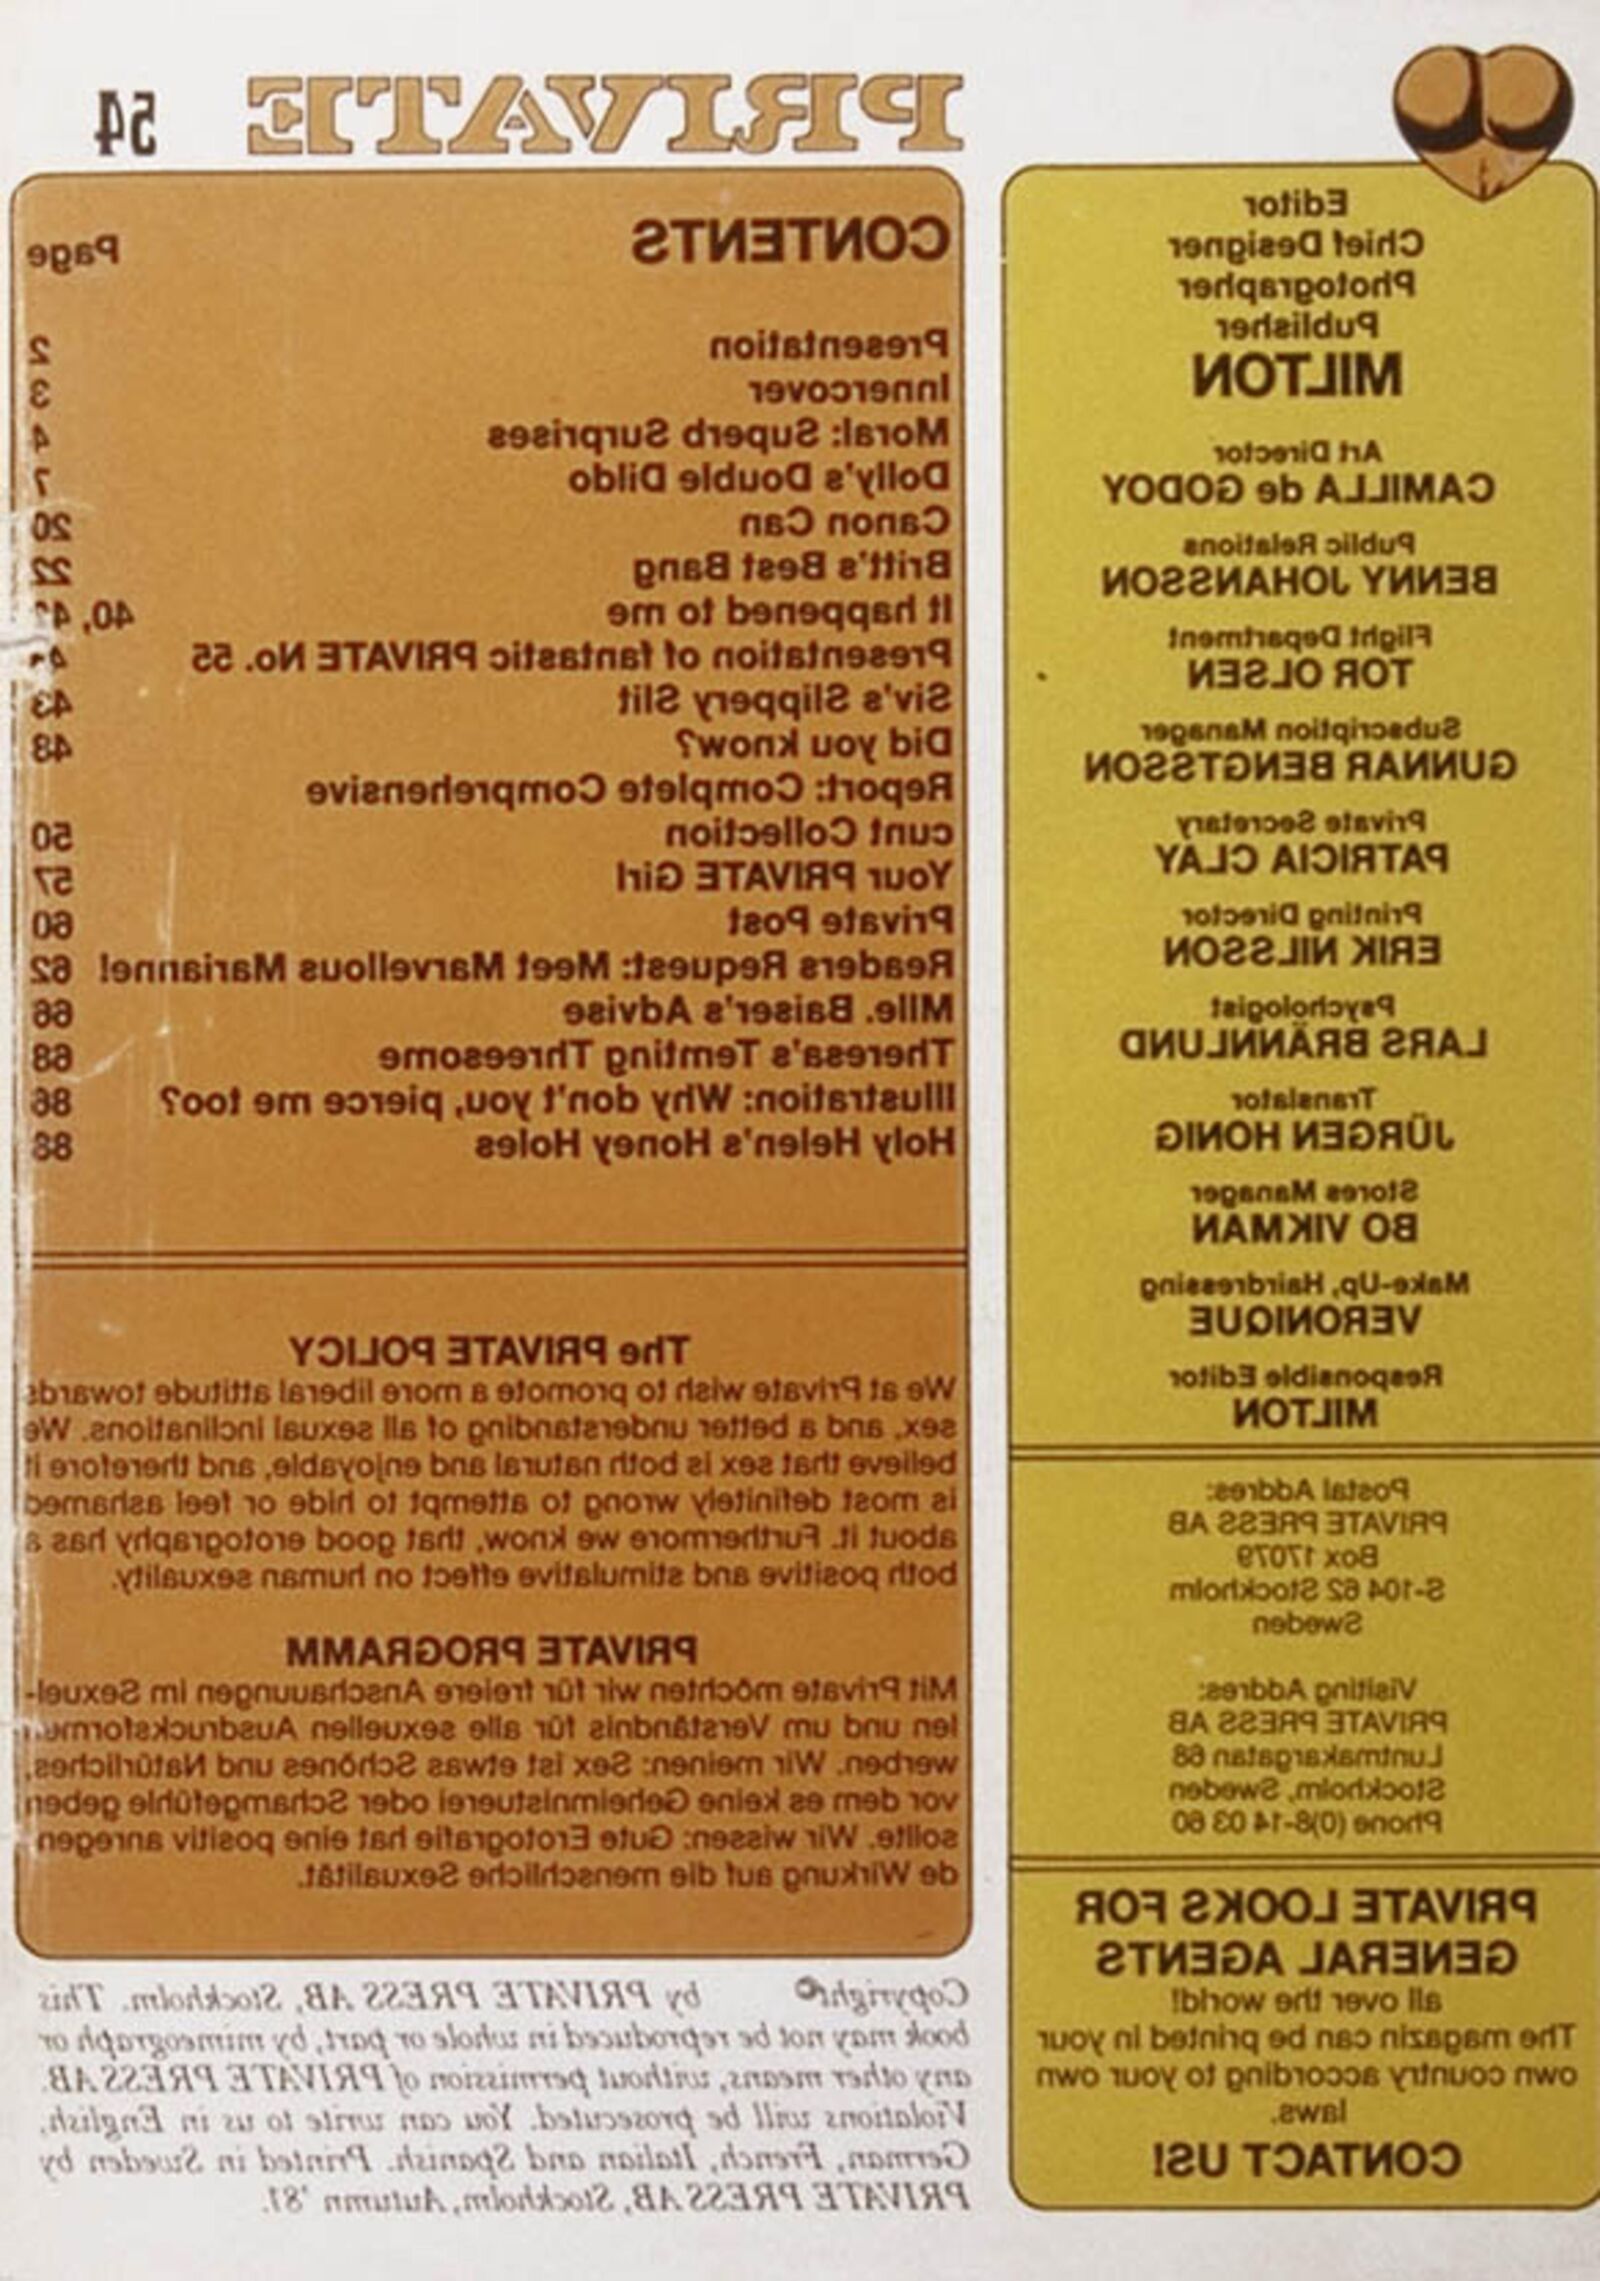 PRIVATE 54
Editor
Chief Designer
Photographer
Publisher
MILTON
Art Director
CAMILLA de GODOY
Public Relations
BENNY JOHANSSON
Flight Department
TOR OLSEN
Subscription Manager
GUNNAR BENGTSSON
Private Secretary
PATRICIA CLAY
Printing Director
ERIK NILSSON
Psychologist
LARS BRÄNNLUND
Translator
JÜRGEN HONIG
Stores Manager
BO VIKMAN
Make-Up, Hairdressing
VERONIQUE
Responsible Editor
MILTON
Postal Addres:
PRIVATE PRESS AB
Box 17079
S-104 62 Stockholm
Sweden
Visiting Addres:
PRIVATE PRESS AB
Luntmakargatan 68
Stockholm, Sweden
Phone (0)8-14 03 60
PRIVATE LOOKS FOR
GENERAL AGENTS
all over the world!
The magazin can be printed in your
own country according to your own
laws.
CONTACT US!
CONTENTS Page
Presentation 2
Innercover 3
Moral: Superb Surprises 4
Dolly's Double Dildo 7
Canon Can 20
Britt's Best Bang 22
It happened to me 40,
Presentation of fantastic PRIVATE No. 55
Siv's Slippery Slit 43
Did you know? 48
Report: Complete Comprehensive
cunt Collection 50
Your PRIVATE Girl 57
Private Post 60
Readers Request: Meet Marvellous Marianne! 62
Mlle. Baiser's Advise 66
Theresa's Temting Threesome 68
Illustration: Why don't you, pierce me too? 86
Holy Helen's Honey Holes 88
The PRIVATE POLICY
We at Private wish to promote a more liberal attitude towards
sex, and a better understanding of all sexual inclinations. We
believe that sex is both natural and enjoyable, and therefore it
is most definitely wrong to attempt to hide or feel ashamed
about it. Furthermore we know, that good erotography has a
both positive and stimulative effect on human sexuality.
PRIVATE PROGRAMM
Mit Private möchten wir für freiere Anschauungen im Sexuel-
len und um Verständnis für alle sexuellen Ausdrucksformen
werben. Wir meinen: Sex ist etwas Schönes und Natürliches,
vor dem es keine Geheimnistuerei oder Schamgefühle geben
sollte. Wir wissen: Gute Erotografie hat eine positiv anregen
de Wirkung auf die menschliche Sexualität.
Copyright © by PRIVATE PRESS AB, Stockholm. This
book may not be reproduced in whole or part, by mimeograph or
any other means, without permission of PRIVATE PRESS AB.
Violations will be prosecuted. You can write to us in English,
German, French, Italian and Spanish. Printed in Sweden by
PRIVATE PRESS AB, Stockholm, Autumn '81.